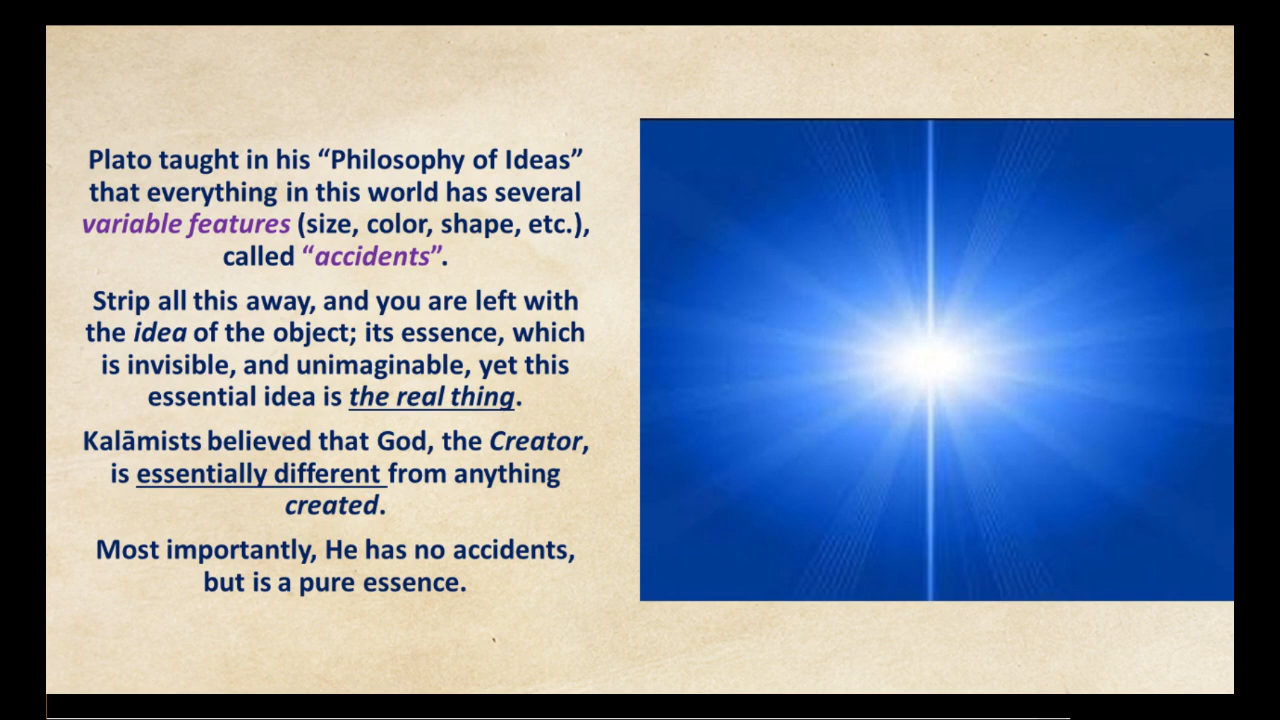 Plato taught in his “Philosophy of Ideas”
that everything in this world has several
variable features (size, color, shape, etc.),
called “accidents”.
Strip all this away, and you are left with
the idea of the object; its essence, which
is invisible, and unimaginable, yet this
essential idea is the real thing.
Kalāmists believed that God, the Creator,
is essentially different from anything
created.
Most importantly, He has no accidents,
but is a pure essence.